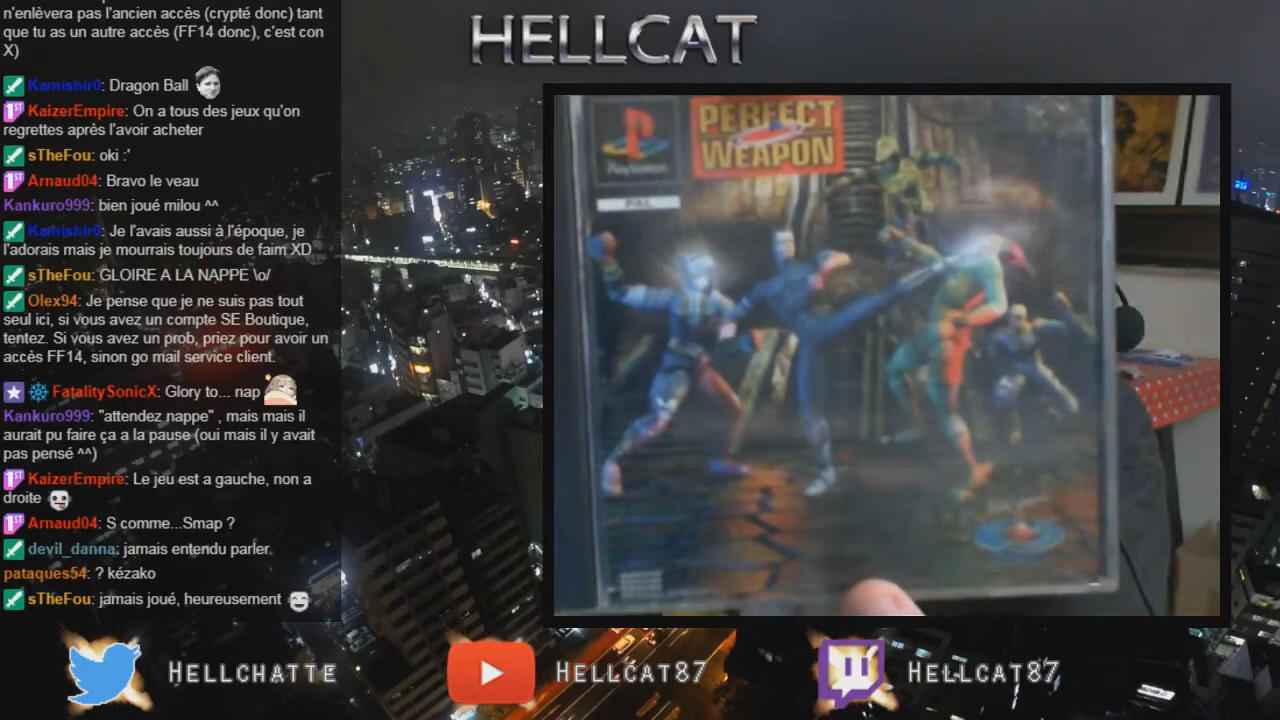 n'enlèvera pas l'ancien accès (crypté donc) tant
que tu as un autre accès (FF14 donc), c'est con
X)
Kamishir0: Dragon Ball
KaizerEmpire: On a tous des jeux qu'on
regrettes après l'avoir acheter
sTheFou: oki :'
Arnaud04: Bravo le veau
Kankuro999: bien joué milou ^^
Kamishir0: Je l'avais aussi à l'époque, je
l'adorais mais je mourrais toujours de faim XD
sTheFou: GLOIRE A LA NAPPE \o/
Olex94: Je pense que je ne suis pas tout
seul ici, si vous avez un compte SE Boutique,
tentez. Si vous avez un prob, priez pour avoir un
accès FF14, sinon go mail service client.
FatalitySonicX: Glory to... nap
Kankuro999: "attendez nappe" , mais mais il
aurait pu faire ça a la pause (oui mais il y avait
pas pensé ^^)
KaizerEmpire: Le jeu est a gauche, non a
droite
Arnaud04: S comme...Smap ?
devil_danna: jamais entendu parler
pataques54: ? kézako
sTheFou: jamais joué, heureusement
HELLCAT
PERFECT
WEAPON
PlayStation
PAL
1ST
1ST
1ST
1ST
HELLCHATTE
HELLCAT87
HELLCAT87